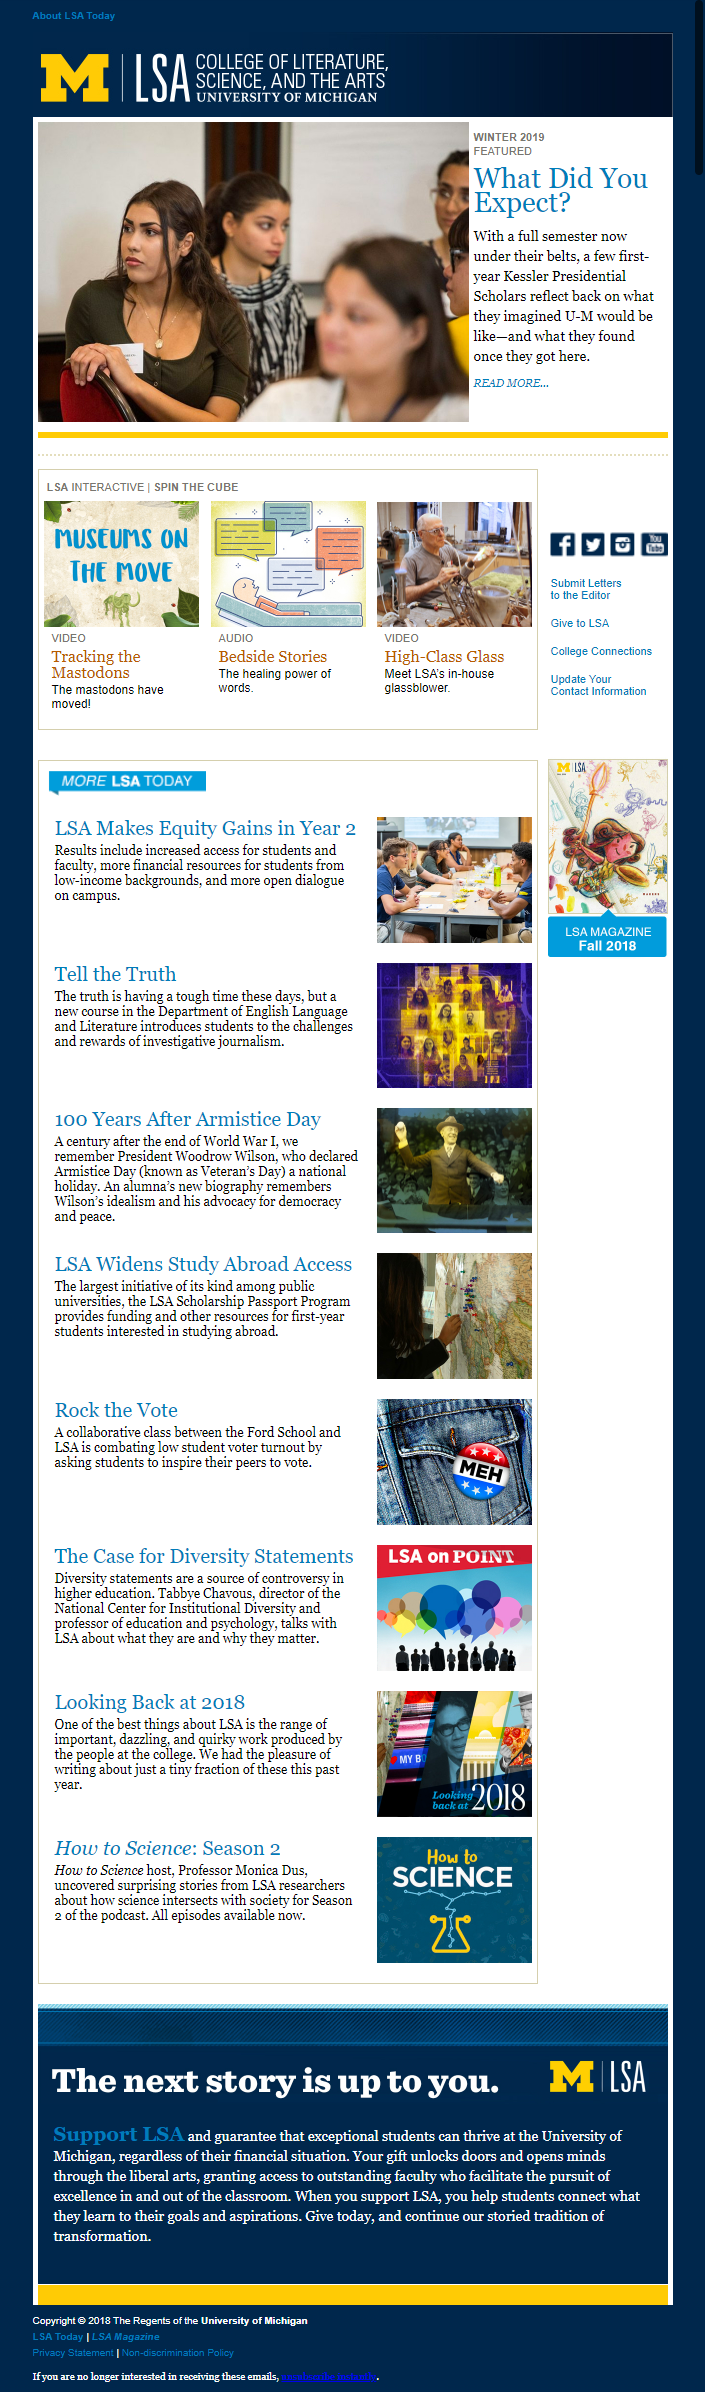 About LSA Today
M LSA COLLEGE OF LITERATURE,
SCIENCE, AND THE ARTS
UNIVERSITY OF MICHIGAN
WINTER 2019
FEATURED
What Did You
Expect?
With a full semester now
under their belts, a few first-
year Kessler Presidential
Scholars reflect back on what
they imagined U-M would be
like—and what they found
once they got here.
READ MORE...
LSA INTERACTIVE | SPIN THE CUBE
MUSEUMS ON
THE MOVE
VIDEO
Tracking the
Mastodons
The mastodons have
moved!
AUDIO
Bedside Stories
The healing power of
words.
VIDEO
High-Class Glass
Meet LSA's in-house
glassblower.
You
Tube
Submit Letters
to the Editor
Give to LSA
College Connections
Update Your
Contact Information
MORE LSA TODAY
LSA Makes Equity Gains in Year 2
Results include increased access for students and
faculty, more financial resources for students from
low-income backgrounds, and more open dialogue
on campus.
M LSA
LSA MAGAZINE
Fall 2018
Tell the Truth
The truth is having a tough time these days, but a
new course in the Department of English Language
and Literature introduces students to the challenges
and rewards of investigative journalism.
100 Years After Armistice Day
A century after the end of World War I, we
remember President Woodrow Wilson, who declared
Armistice Day (known as Veteran's Day) a national
holiday. An alumna's new biography remembers
Wilson's idealism and his advocacy for democracy
and peace.
LSA Widens Study Abroad Access
The largest initiative of its kind among public
universities, the LSA Scholarship Passport Program
provides funding and other resources for first-year
students interested in studying abroad.
Rock the Vote
A collaborative class between the Ford School and
LSA is combating low student voter turnout by
asking students to inspire their peers to vote.
MEH
The Case for Diversity Statements
Diversity statements are a source of controversy in
higher education. Tabbye Chavous, director of the
National Center for Institutional Diversity and
professor of education and psychology, talks with
LSA about what they are and why they matter.
LSA on POINT
Looking Back at 2018
One of the best things about LSA is the range of
important, dazzling, and quirky work produced by
the people at the college. We had the pleasure of
writing about just a tiny fraction of these this past
year.
MY
Looking
back at 2018
How to Science: Season 2
How to Science host, Professor Monica Dus,
uncovered surprising stories from LSA researchers
about how science intersects with society for Season
2 of the podcast. All episodes available now.
How to
SCIENCE
The next story is up to you.
M LSA
Support LSA and guarantee that exceptional students can thrive at the University of
Michigan, regardless of their financial situation. Your gift unlocks doors and opens minds
through the liberal arts, granting access to outstanding faculty who facilitate the pursuit of
excellence in and out of the classroom. When you support LSA, you help students connect what
they learn to their goals and aspirations. Give today, and continue our storied tradition of
transformation.
Copyright © 2018 The Regents of the University of Michigan
LSA Today | LSA Magazine
Privacy Statement | Non-discrimination Policy
If you are no longer interested in receiving these emails,